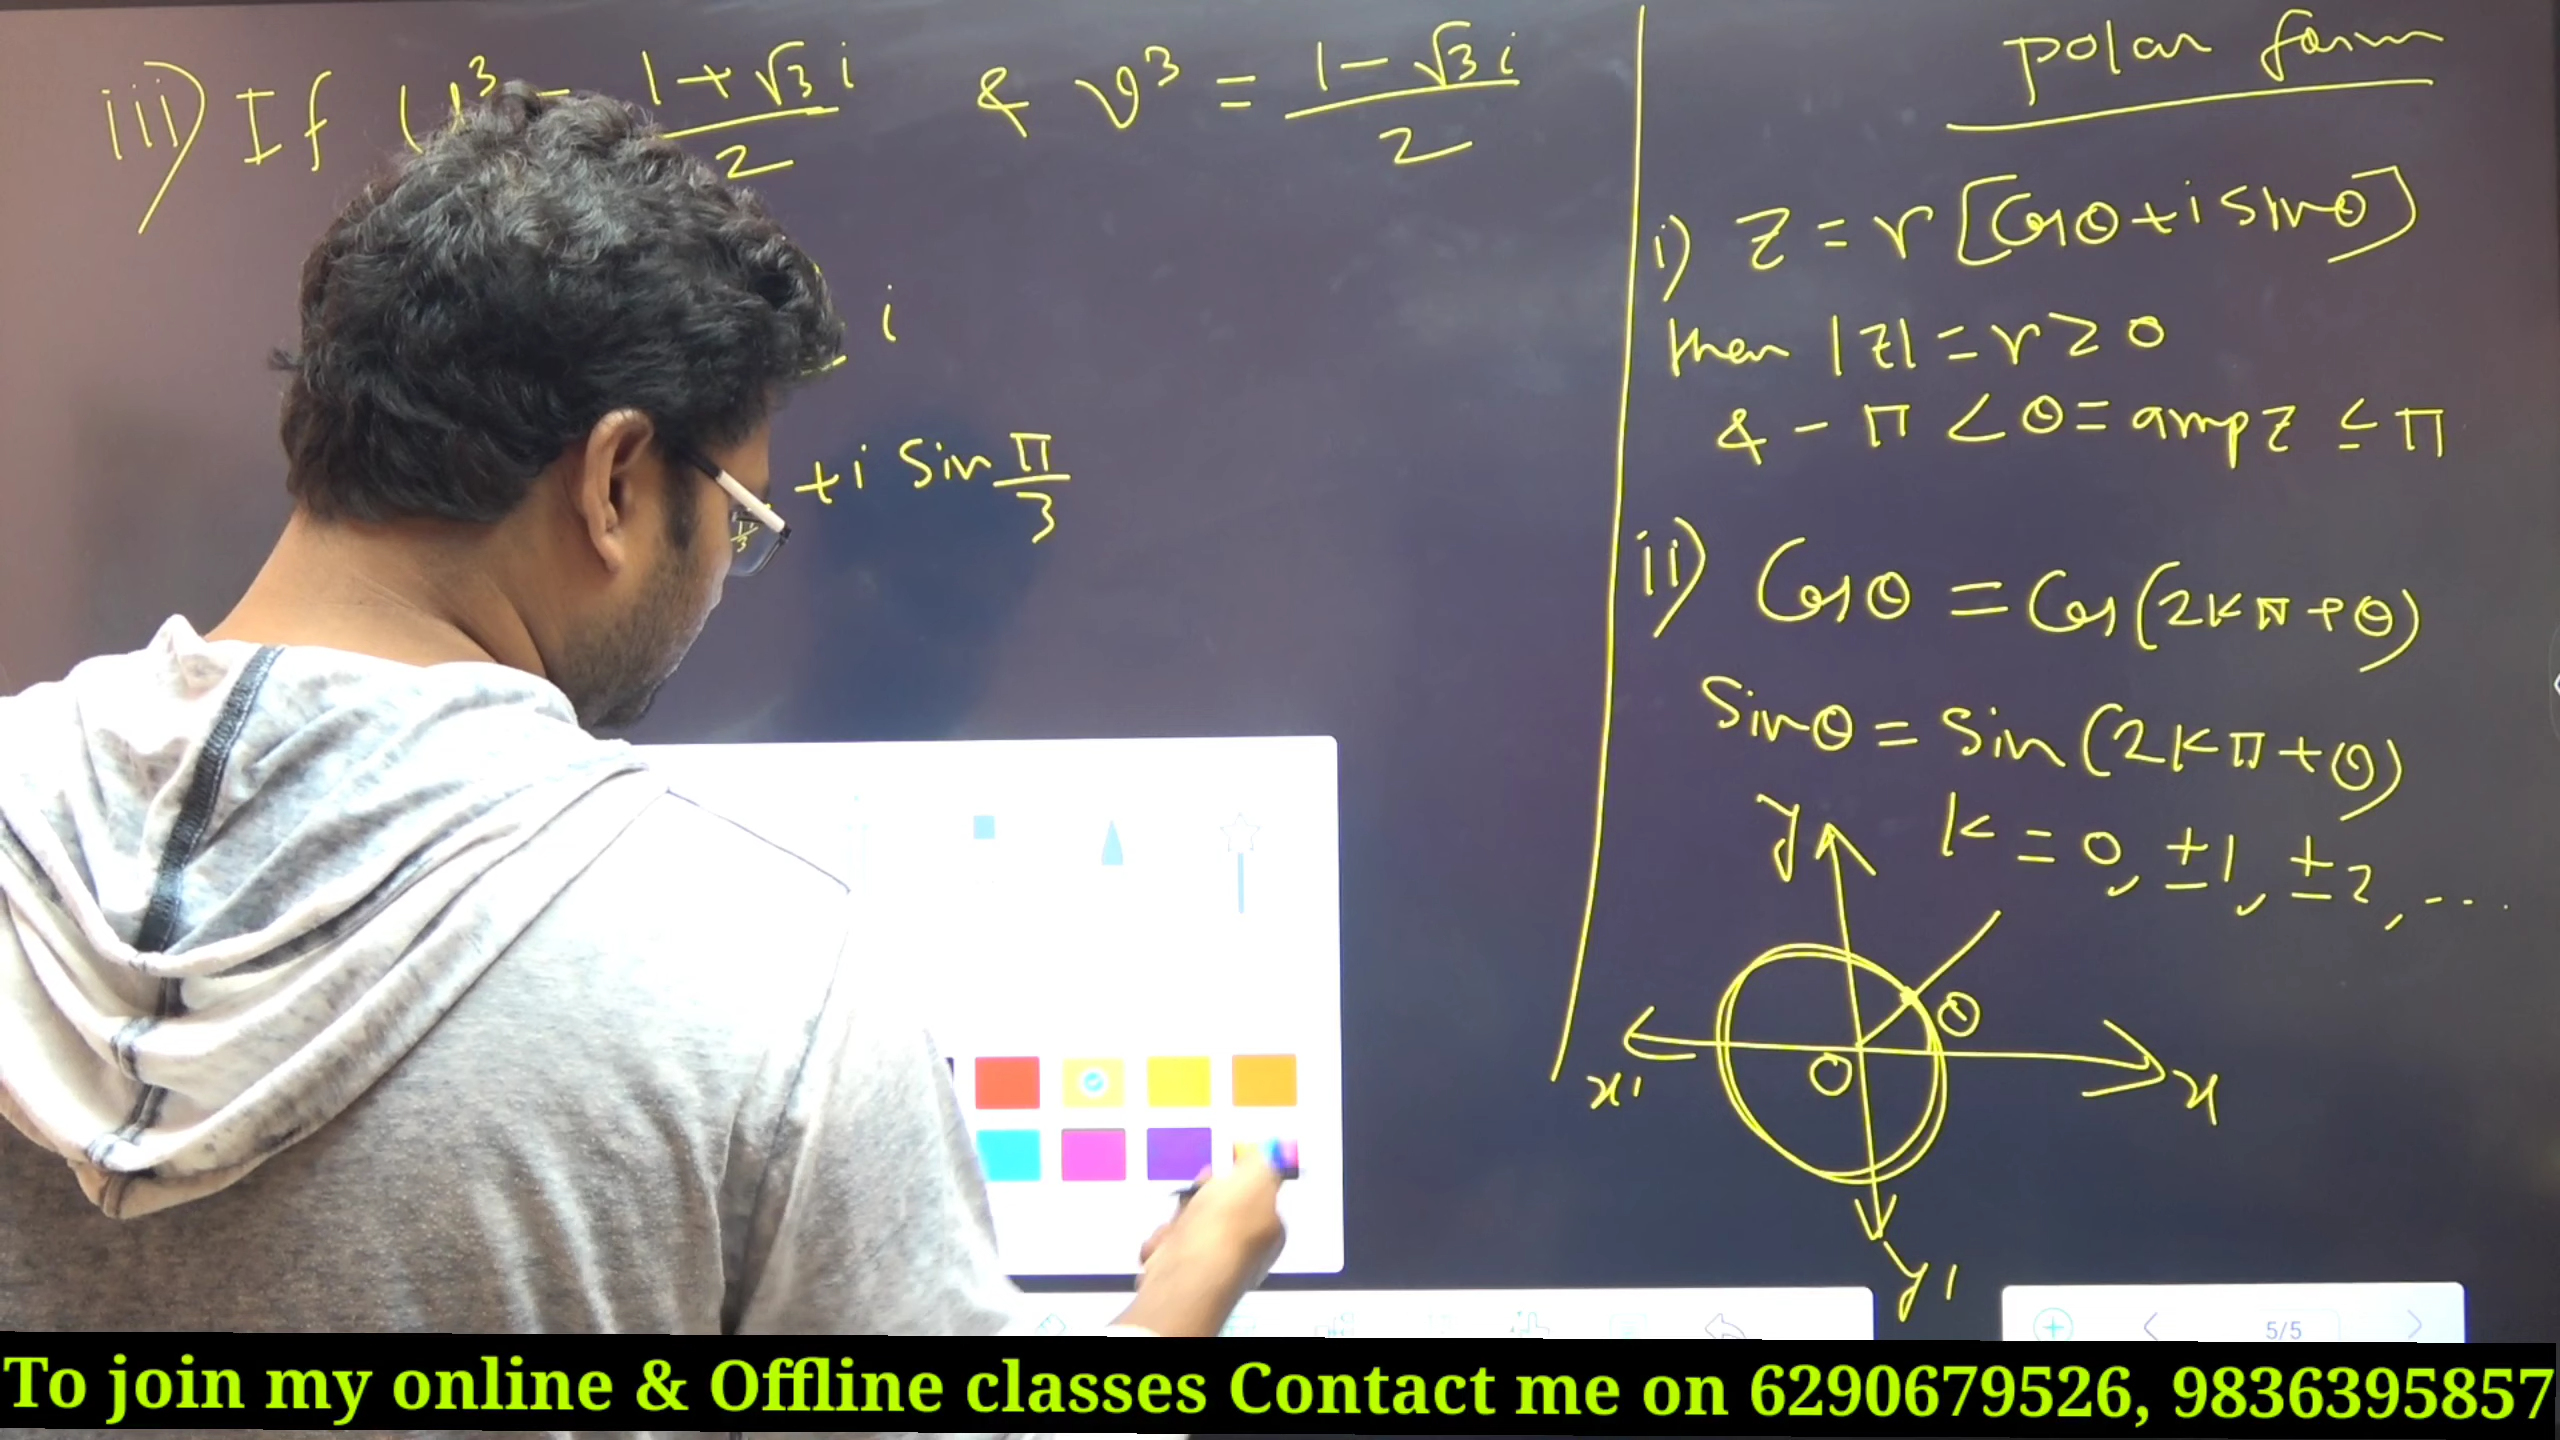 iii) If u³ = 1+√3 i / 2 & v³ = 1-√3 i / 2
i
+i Sin π/3
polar form
i) Z = r [Cosθ+i sinθ]
then |Z| = r ≥ 0
& -π < θ = amp Z ≤ π
ii) Cosθ = Cos(2kπ+θ)
Sinθ = Sin(2kπ+θ)
k = 0, ±1, ±2, ...
y
θ
O
x'
x
y'
5/5
To join my online & Offline classes Contact me on 6290679526, 9836395857